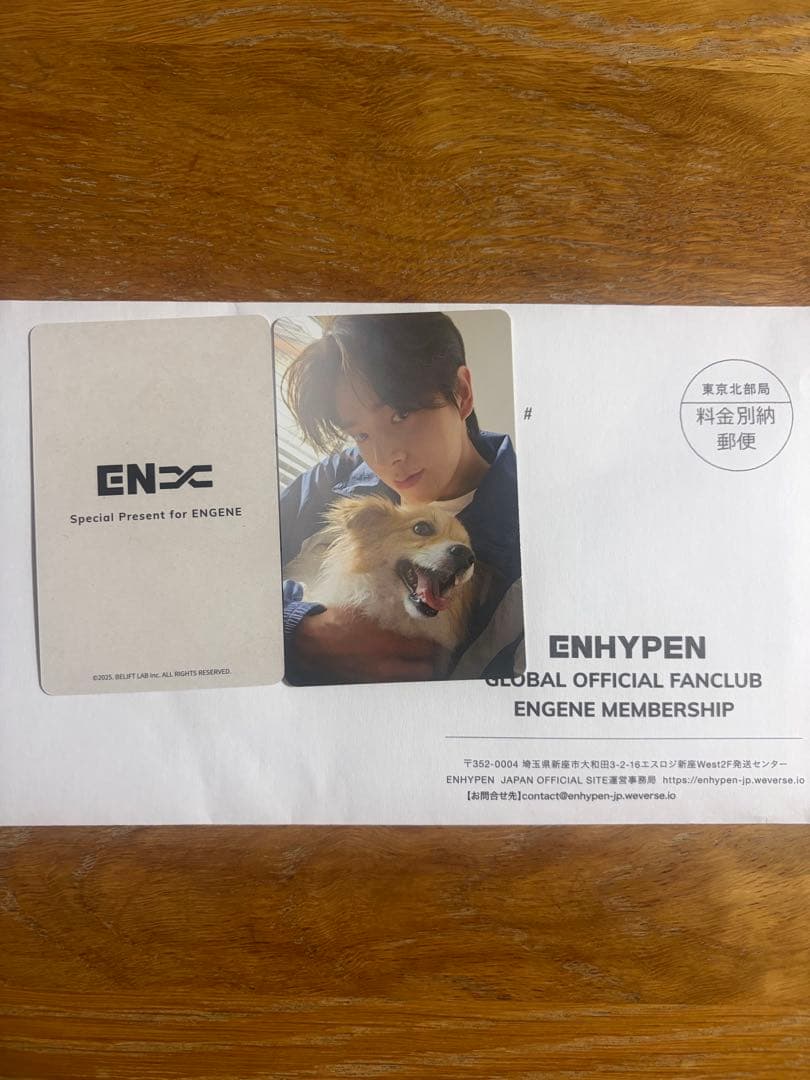 EN
Special Present for ENGENE
©2025. BELIFT LAB Inc. ALL RIGHTS RESERVED.
#
東京北部局
料金別納
郵便
ENHYPEN
GLOBAL OFFICIAL FANCLUB
ENGENE MEMBERSHIP
〒352-0004 埼玉県新座市大和田3-2-16エスロジ新座West2F発送センター
ENHYPEN JAPAN OFFICIAL SITE運営事務局 https://enhypen-jp.weverse.io
【お問合せ先】contact@enhypen-jp.weverse.io